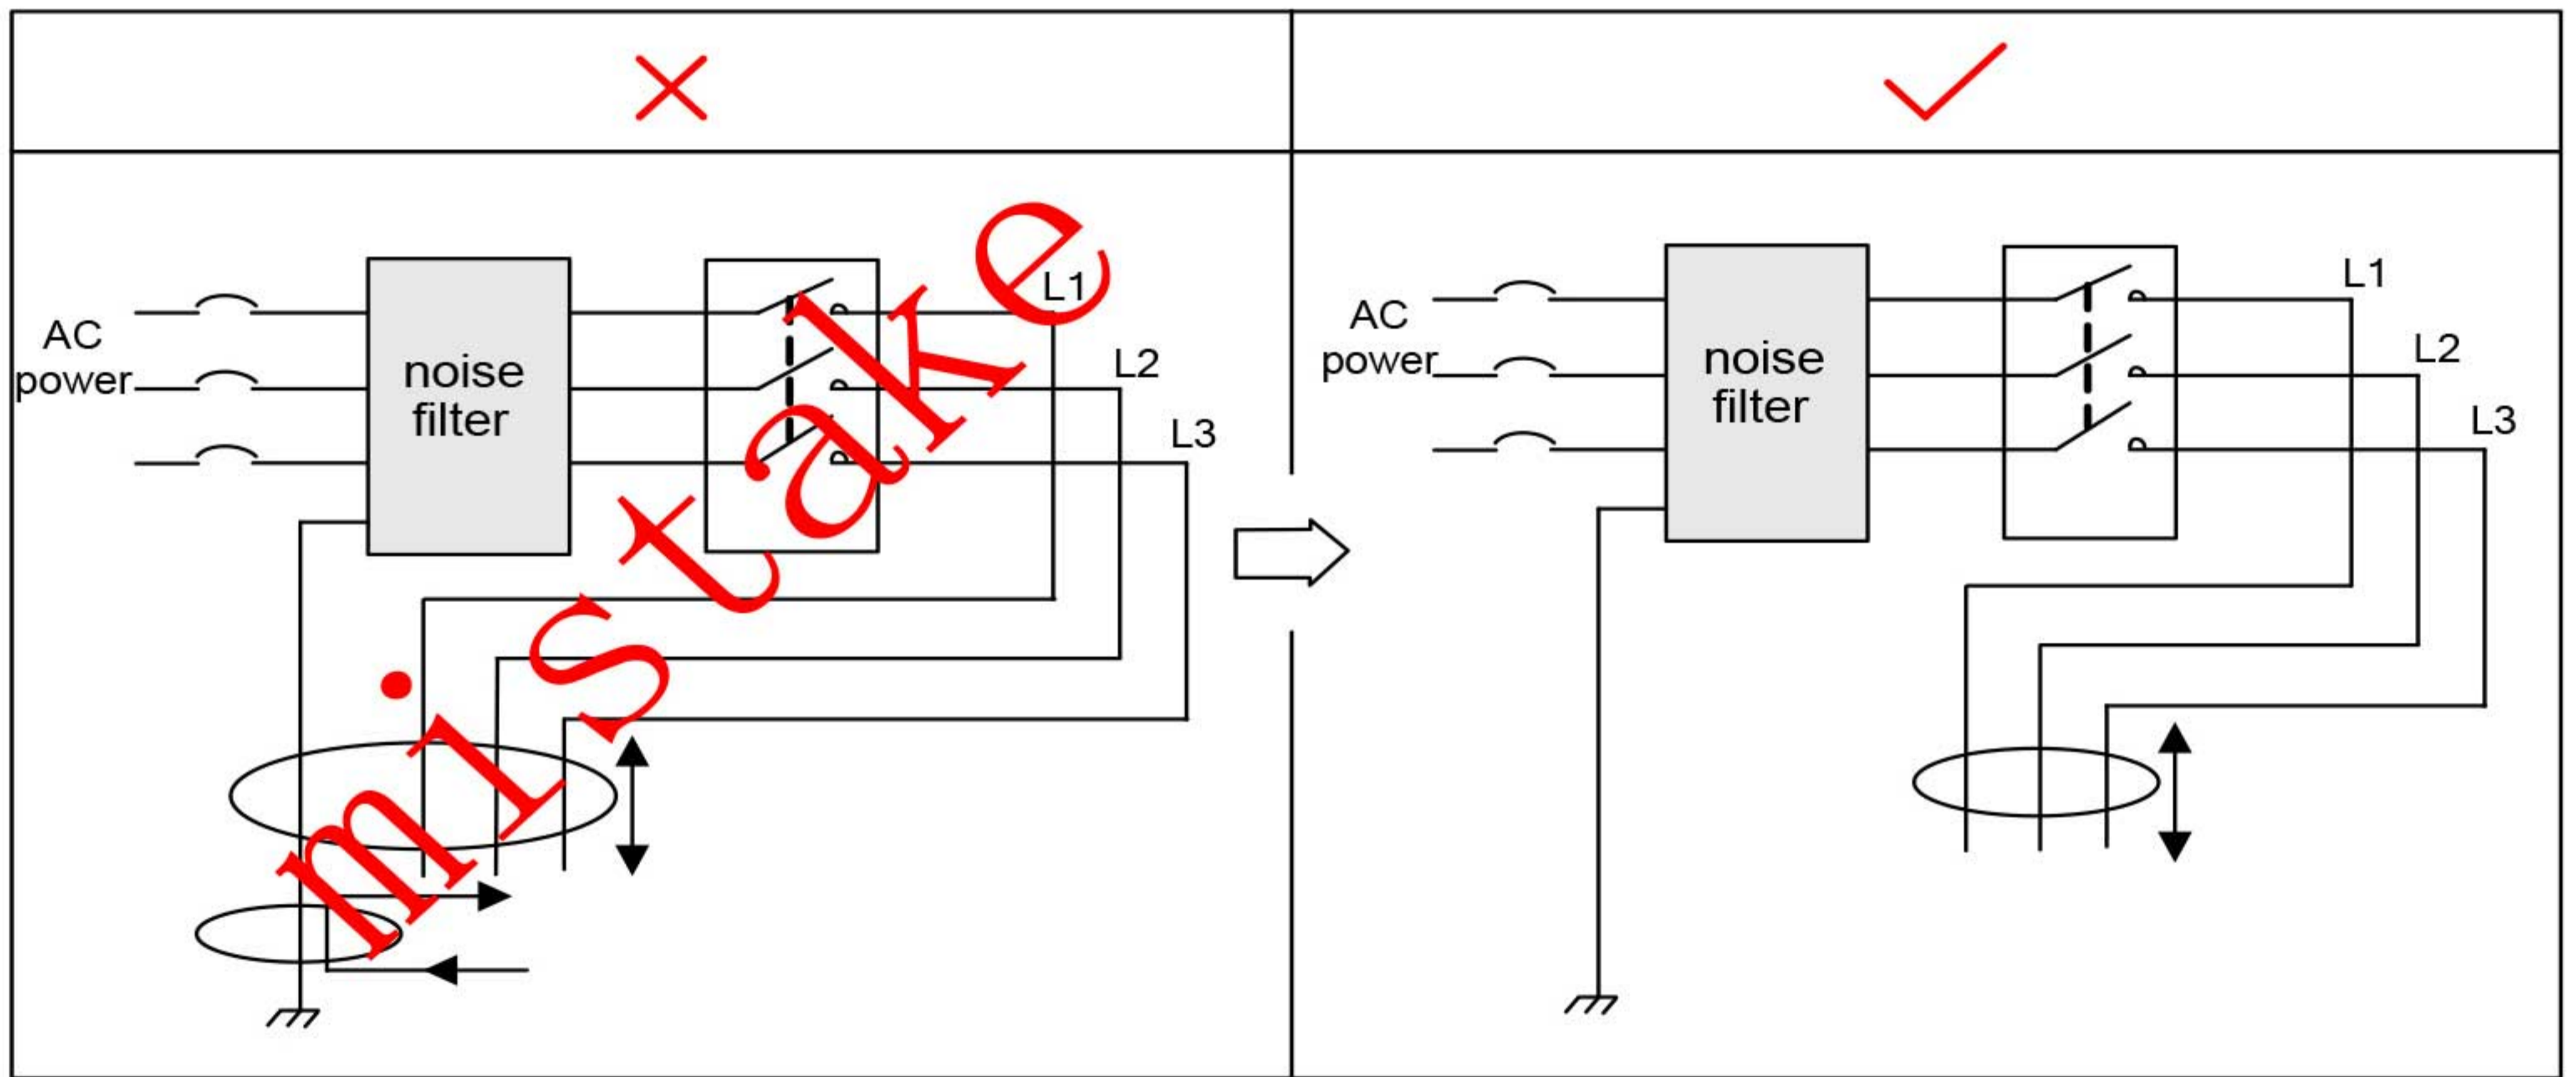 AC
power
noise
filter
L1
L2
L3
mistake
AC
power
noise
filter
L1
L2
L3